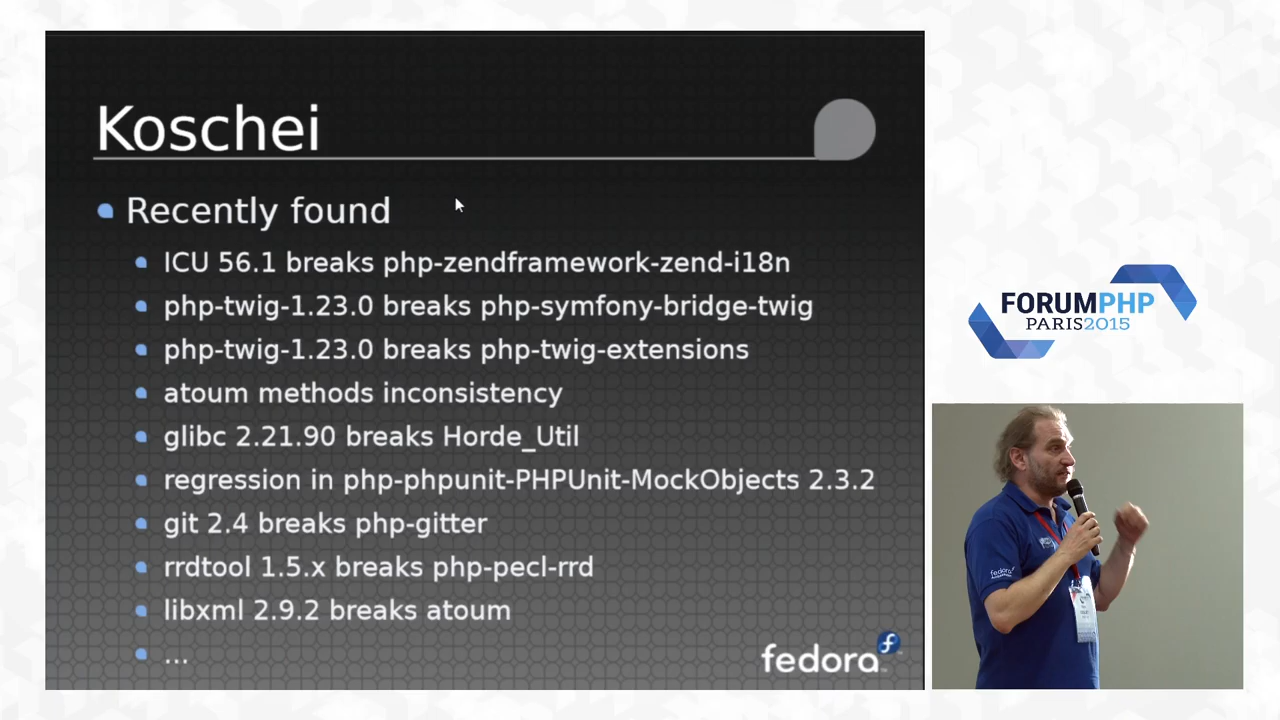 Koschei
Recently found
ICU 56.1 breaks php-zendframework-zend-i18n
php-twig-1.23.0 breaks php-symfony-bridge-twig
php-twig-1.23.0 breaks php-twig-extensions
atoum methods inconsistency
glibc 2.21.90 breaks Horde_Util
regression in php-phpunit-PHPUnit-MockObjects 2.3.2
git 2.4 breaks php-gitter
rrdtool 1.5.x breaks php-pecl-rrd
libxml 2.9.2 breaks atoum
...
fedora
FORUMPHP
PARIS2015
fedora